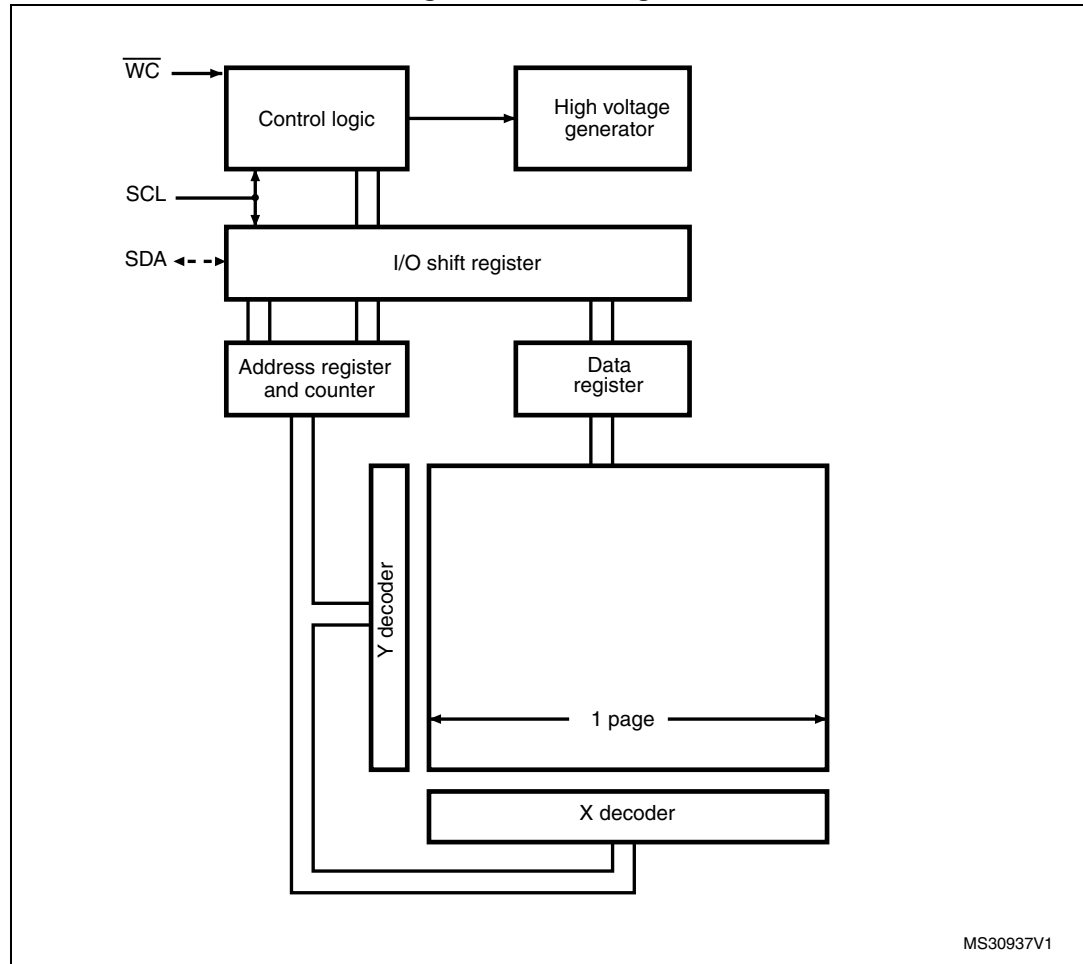 WC
Control logic
High voltage
generator
SCL
SDA
I/O shift register
Address register
and counter
Data
register
Y decoder
1 page
X decoder
MS30937V1